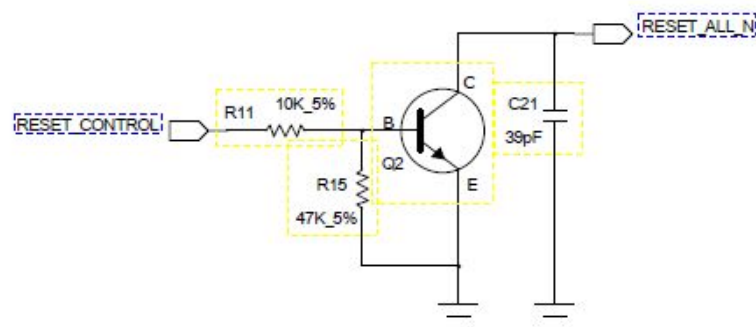 RESET_ALL_N
C
R11 10K_5%
C21
RESET_CONTROL
B
39pF
Q2
R15
E
47K_5%